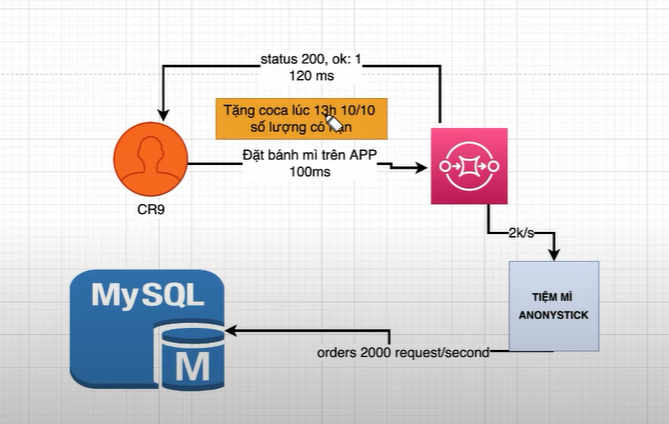 status 200, ok: 1
120 ms
Tặng coca lúc 13h 10/10
số lượng có hạn
Đặt bánh mì trên APP
100ms
CR9
2k/s
MySQL
M
TIỆM MÌ
ANONYSTICK
orders 2000 request/second